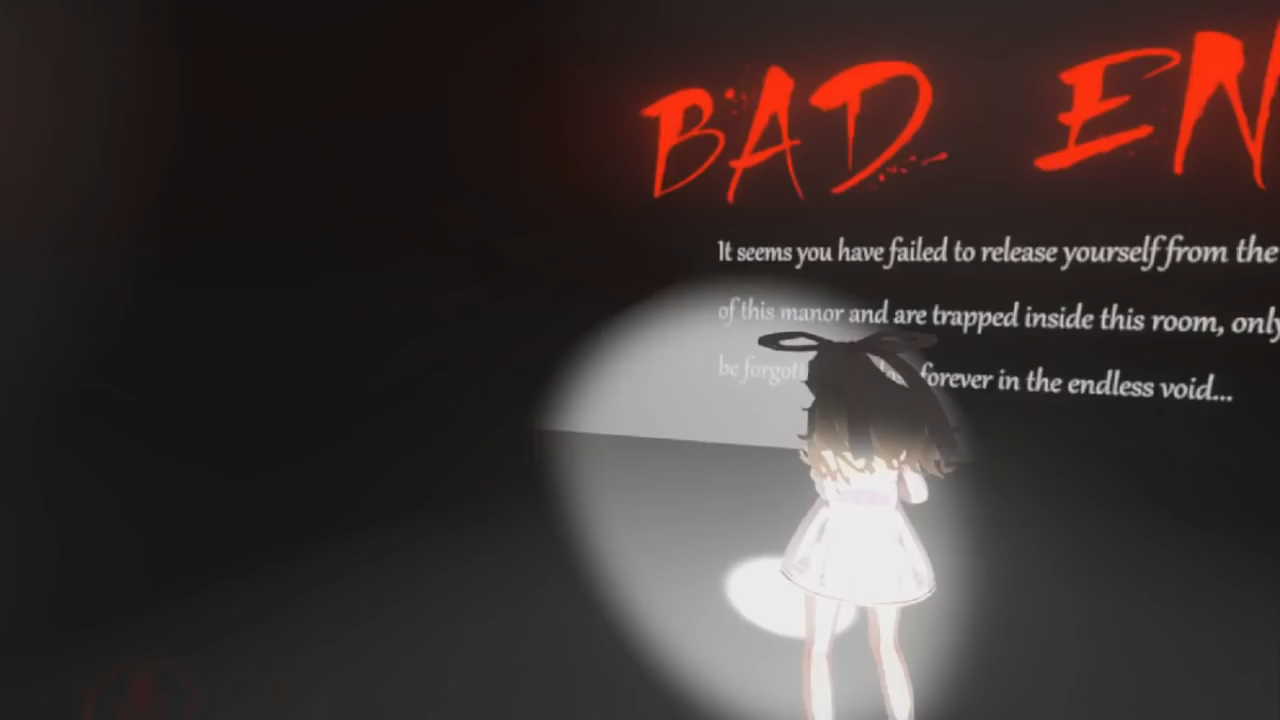 BAD EN
It seems you have failed to release yourself from the
of this manor and are trapped inside this room, only
be forever in the endless void...